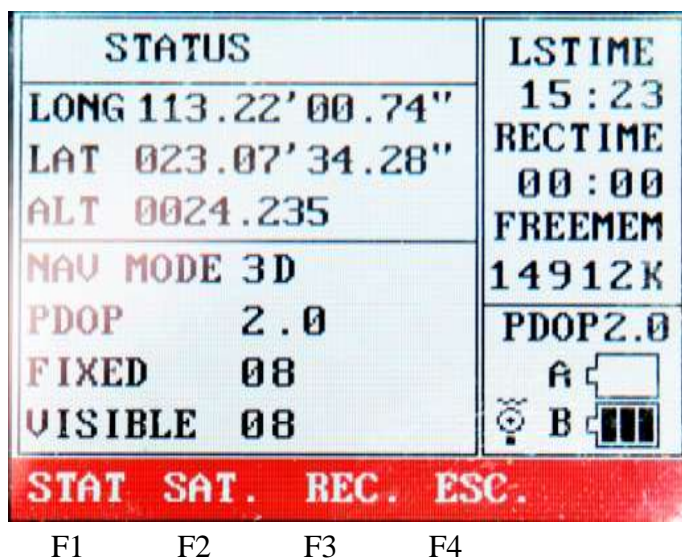 STATUS
LONG 113.22'00.74"
LAT 023.07'34.28"
ALT 0024.235
NAV MODE 3D
PDOP 2.0
FIXED 08
VISIBLE 08
LSTIME
15:23
RECTIME
00:00
FREEMEM
14912K
PDOP2.0
A
B
STAT SAT. REC. ESC.
F1 F2 F3 F4